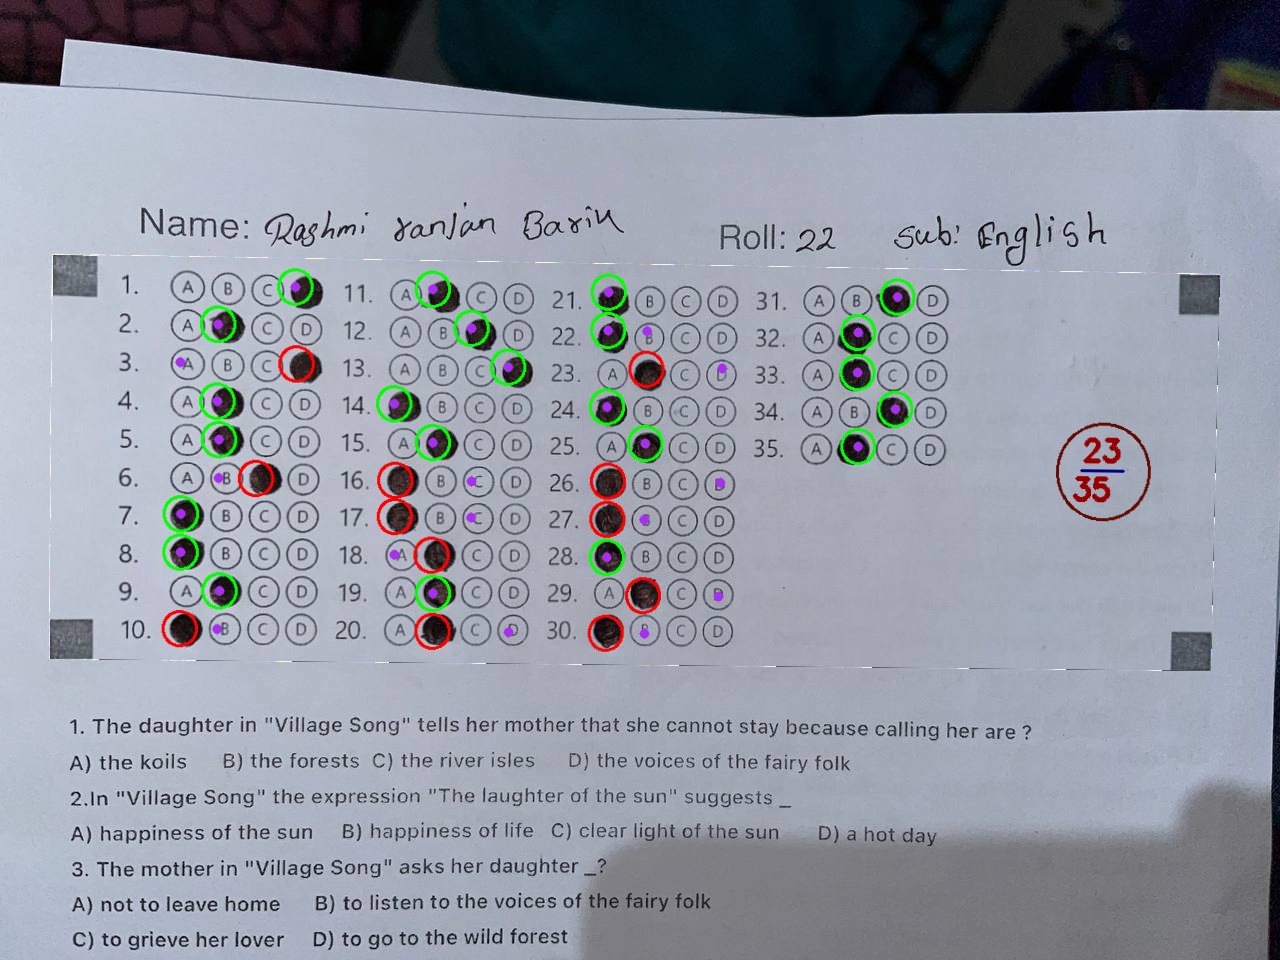 Name: Rashmi ranjan Barik Roll: 22 Sub: English
1. A B C 11. A C D 21. B C D 31. A B D
2. A C D 12. A B D 22. B C D 32. A C D
3. A B C 13. A B C 23. A C D 33. A C D
4. A C D 14. B C D 24. B C D 34. A B D
5. A C D 15. A C D 25. A C D 35. A C D
6. A B D 16. B C D 26. B C D
7. B C D 17. B C D 27. B C D
8. B C D 18. A C D 28. B C D
9. A C D 19. A C D 29. A C D
10. B C D 20. A C D 30. B C D
23
35
1. The daughter in "Village Song" tells her mother that she cannot stay because calling her are ?
A) the koils B) the forests C) the river isles D) the voices of the fairy folk
2.In "Village Song" the expression "The laughter of the sun" suggests _
A) happiness of the sun B) happiness of life C) clear light of the sun D) a hot day
3. The mother in "Village Song" asks her daughter _?
A) not to leave home B) to listen to the voices of the fairy folk
C) to grieve her lover D) to go to the wild forest